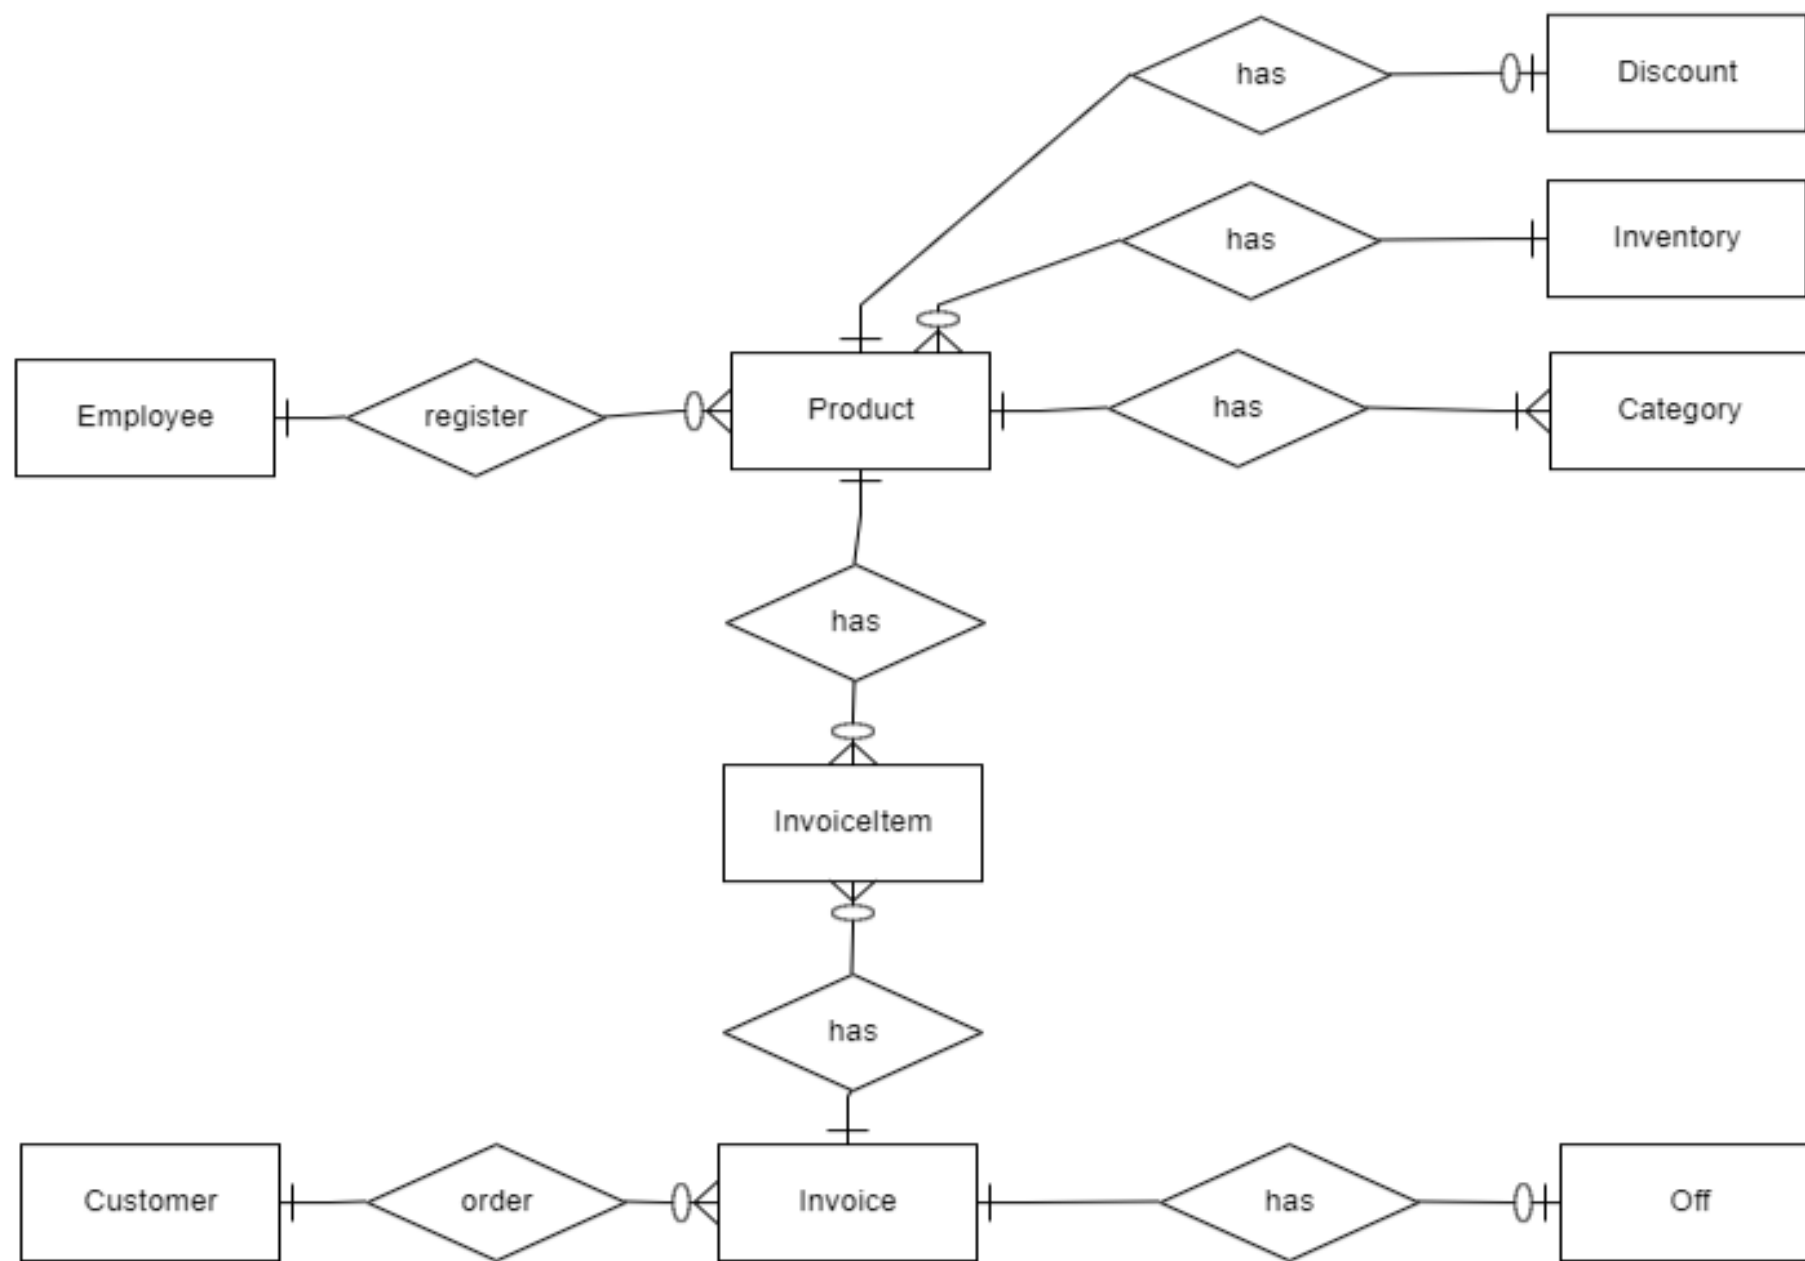 has
Discount
has
Inventory
Employee
register
Product
has
Category
has
InvoiceItem
has
Customer
order
Invoice
has
Off